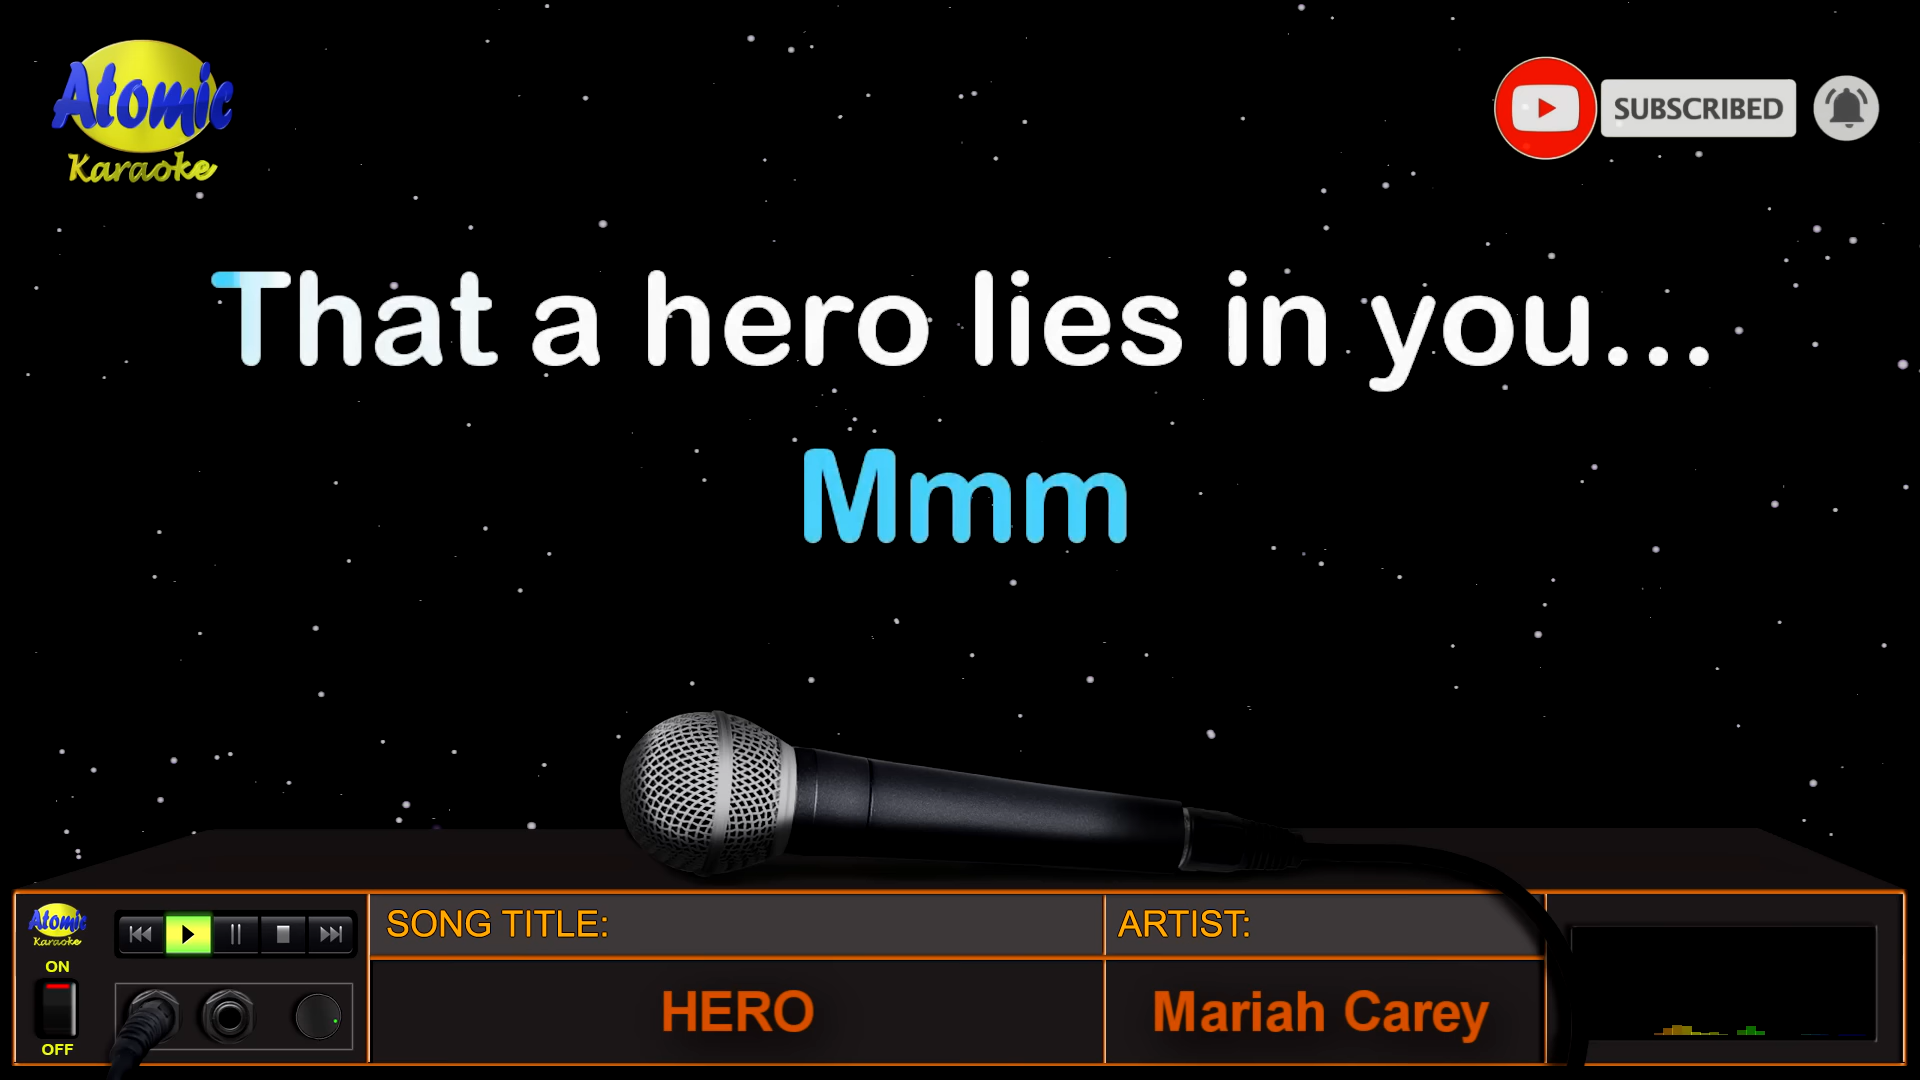 Atomic
Karaoke
SUBSCRIBED
That a hero lies in you...
Mmm
Atomic
Karaoke
ON
OFF
SONG TITLE:
HERO
ARTIST:
Mariah Carey